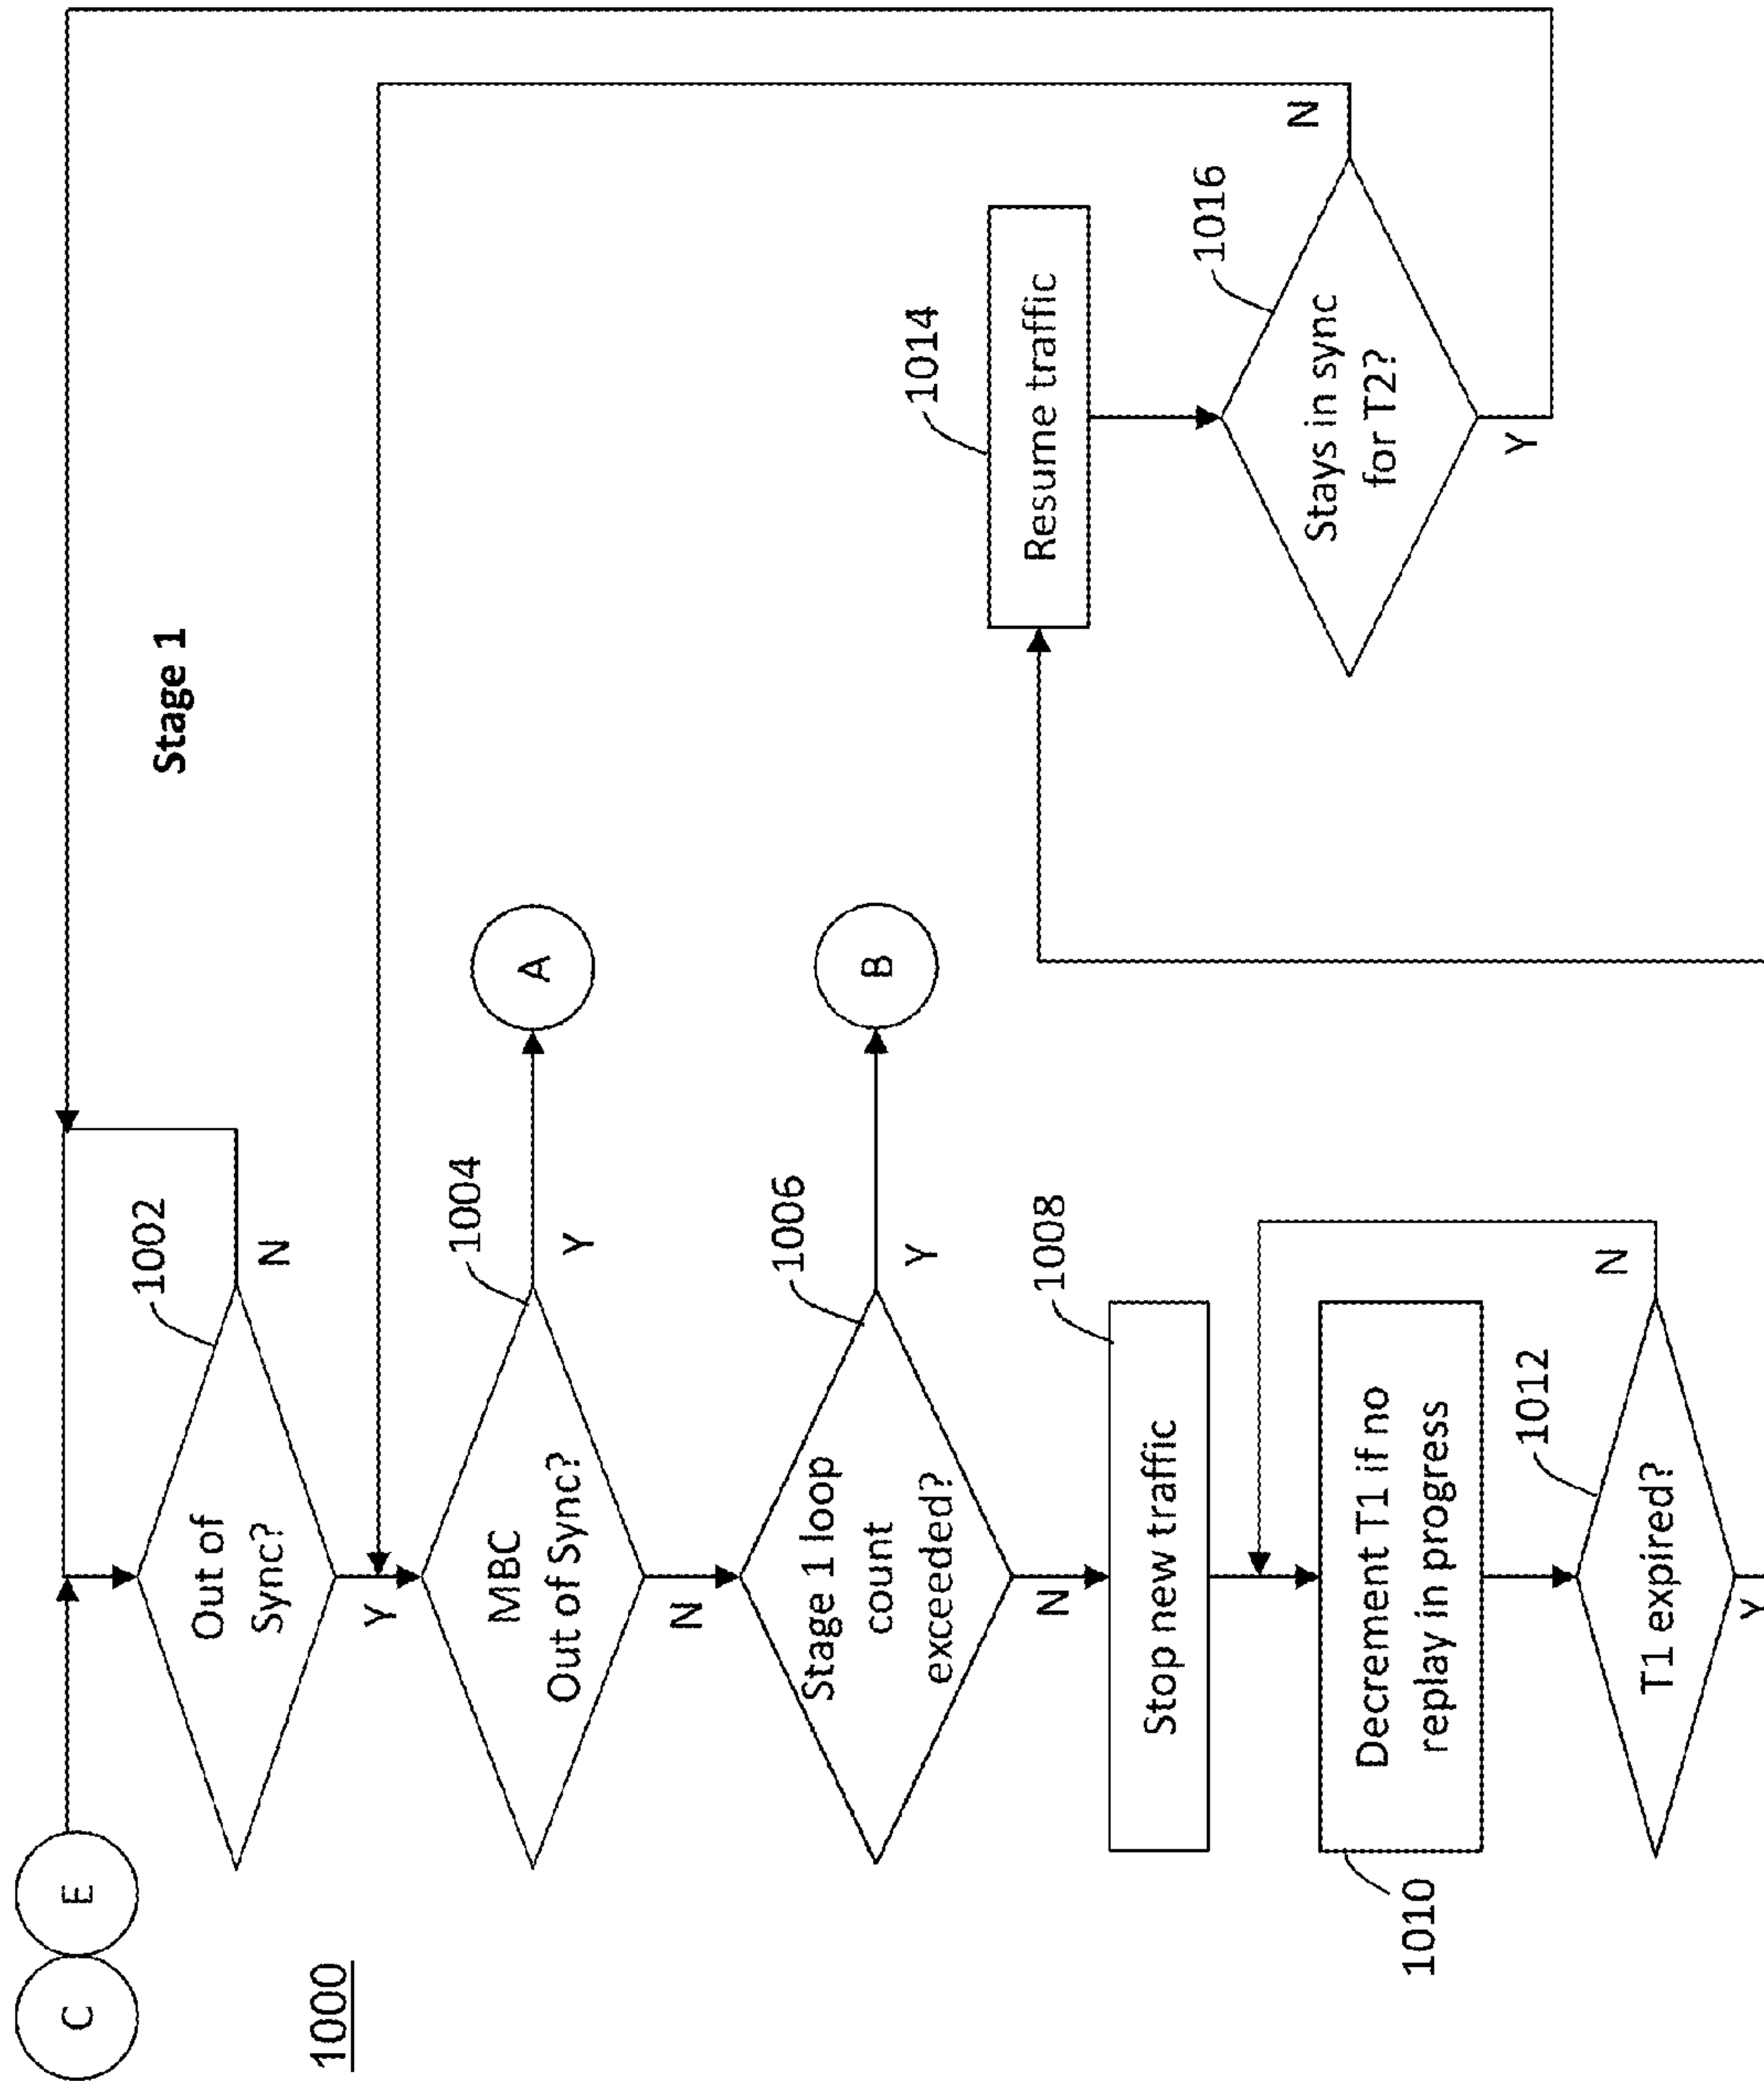 C
E
1000
Stage 1
Out of
Sync?
1002
N
Y
MBC
Out of Sync?
1004
Y
A
N
Stage 1 loop
count
exceeded?
1006
Y
B
N
Stop new traffic
1008
Decrement T1 if no
replay in progress
1010
T1 expired?
1012
N
Y
Resume traffic
1014
Stays in sync
for T2?
1016
N
Y